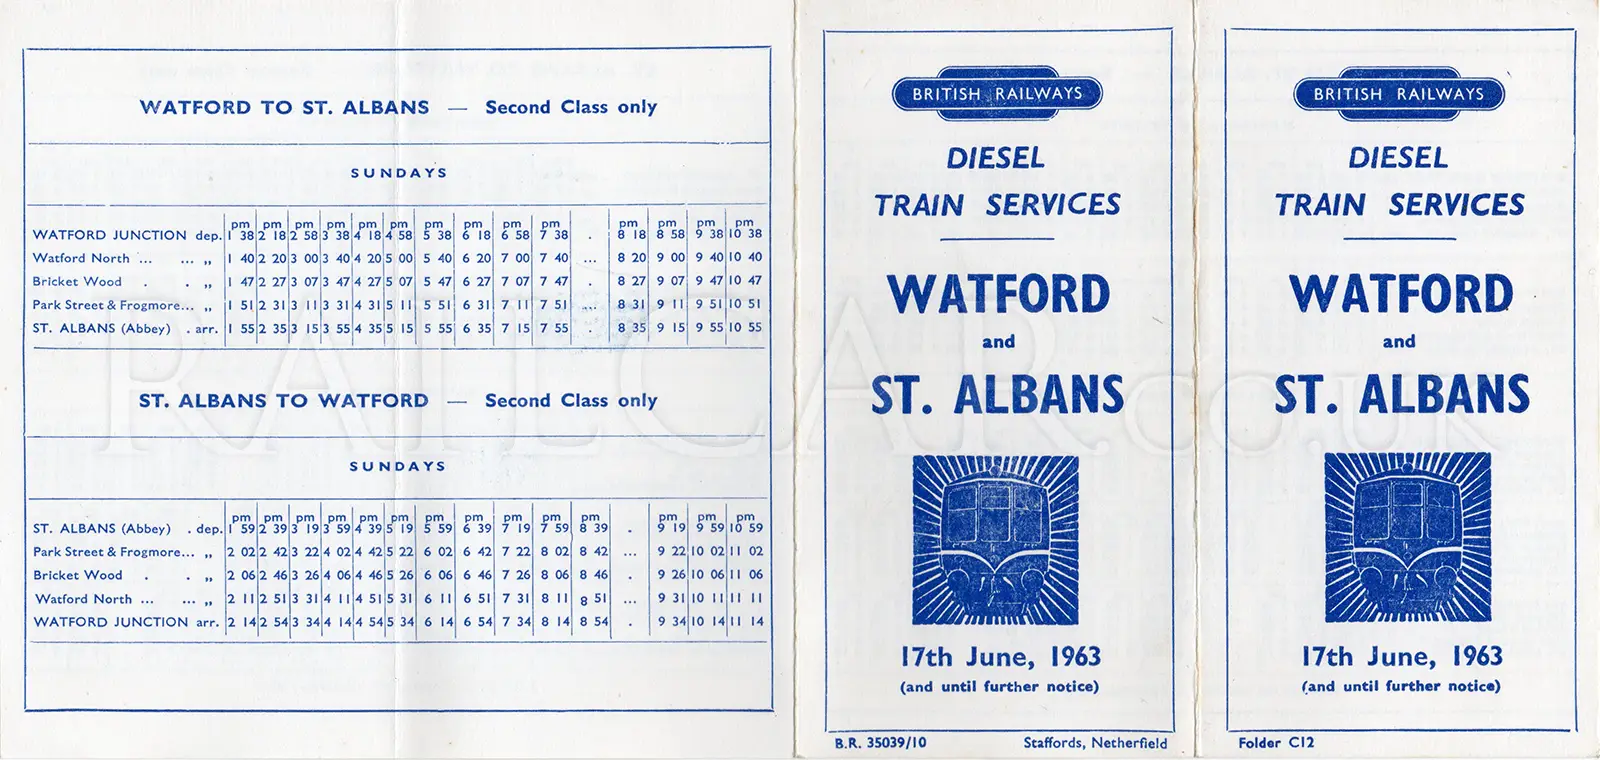 WATFORD TO ST. ALBANS — Second Class only
SUNDAYS
pm pm pm pm pm pm pm pm pm pm pm pm pm pm
WATFORD JUNCTION dep. 1 38 2 18 2 58 3 38 4 18 4 58 5 38 6 18 6 58 7 38 . 8 18 8 58 9 38 10 38
Watford North ... ... „ 1 40 2 20 3 00 3 40 4 20 5 00 5 40 6 20 7 00 7 40 ... 8 20 9 00 9 40 10 40
Bricket Wood . . „ 1 47 2 27 3 07 3 47 4 27 5 07 5 47 6 27 7 07 7 47 . 8 27 9 07 9 47 10 47
Park Street & Frogmore... „ 1 51 2 31 3 11 3 31 4 31 5 11 5 51 6 31 7 11 7 51 ... 8 31 9 11 9 51 10 51
ST. ALBANS (Abbey) . arr. 1 55 2 35 3 15 3 55 4 35 5 15 5 55 6 35 7 15 7 55 . 8 35 9 15 9 55 10 55
ST. ALBANS TO WATFORD — Second Class only
SUNDAYS
pm pm pm pm pm pm pm pm pm pm pm pm pm pm
ST. ALBANS (Abbey) . dep. 1 59 2 39 3 19 3 59 4 39 5 19 5 59 6 39 7 19 7 59 8 39 . 9 19 9 59 10 59
Park Street & Frogmore... „ 2 02 2 42 3 22 4 02 4 42 5 22 6 02 6 42 7 22 8 02 8 42 ... 9 22 10 02 11 02
Bricket Wood . . „ 2 06 2 46 3 26 4 06 4 46 5 26 6 06 6 46 7 26 8 06 8 46 . 9 26 10 06 11 06
Watford North ... ... „ 2 11 2 51 3 31 4 11 4 51 5 31 6 11 6 51 7 31 8 11 8 51 ... 9 31 10 11 11 11
WATFORD JUNCTION arr. 2 14 2 54 3 34 4 14 4 54 5 34 6 14 6 54 7 34 8 14 8 54 . 9 34 10 14 11 14
BRITISH RAILWAYS
DIESEL
TRAIN SERVICES
WATFORD
and
ST. ALBANS
17th June, 1963
(and until further notice)
B.R. 35039/10 Staffords, Netherfield
BRITISH RAILWAYS
DIESEL
TRAIN SERVICES
WATFORD
and
ST. ALBANS
17th June, 1963
(and until further notice)
Folder C12
RAILCAR.co.uk